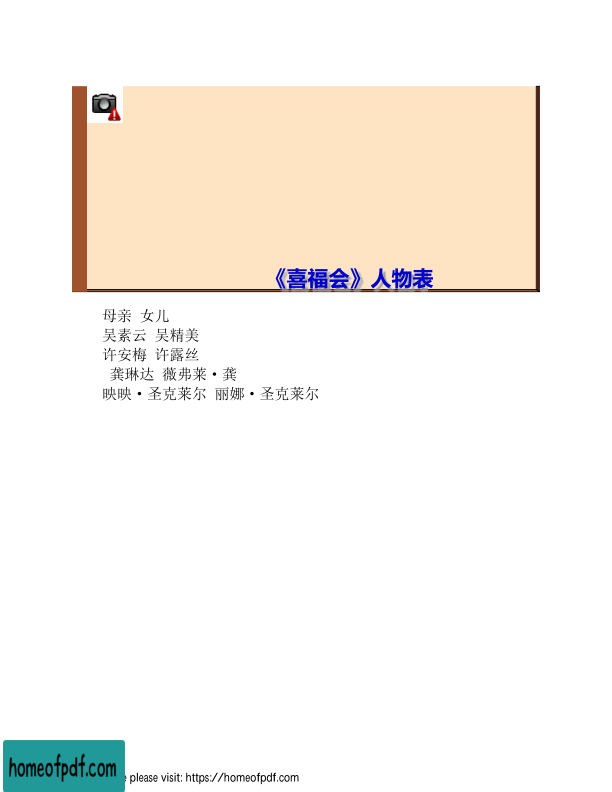 《喜福会》人物表
母亲 女儿
吴素云 吴精美
许安梅 许露丝
龚琳达 薇弗莱·龚
映映·圣克莱尔 丽娜·圣克莱尔
homeofpdf.com
please visit: https://homeofpdf.com